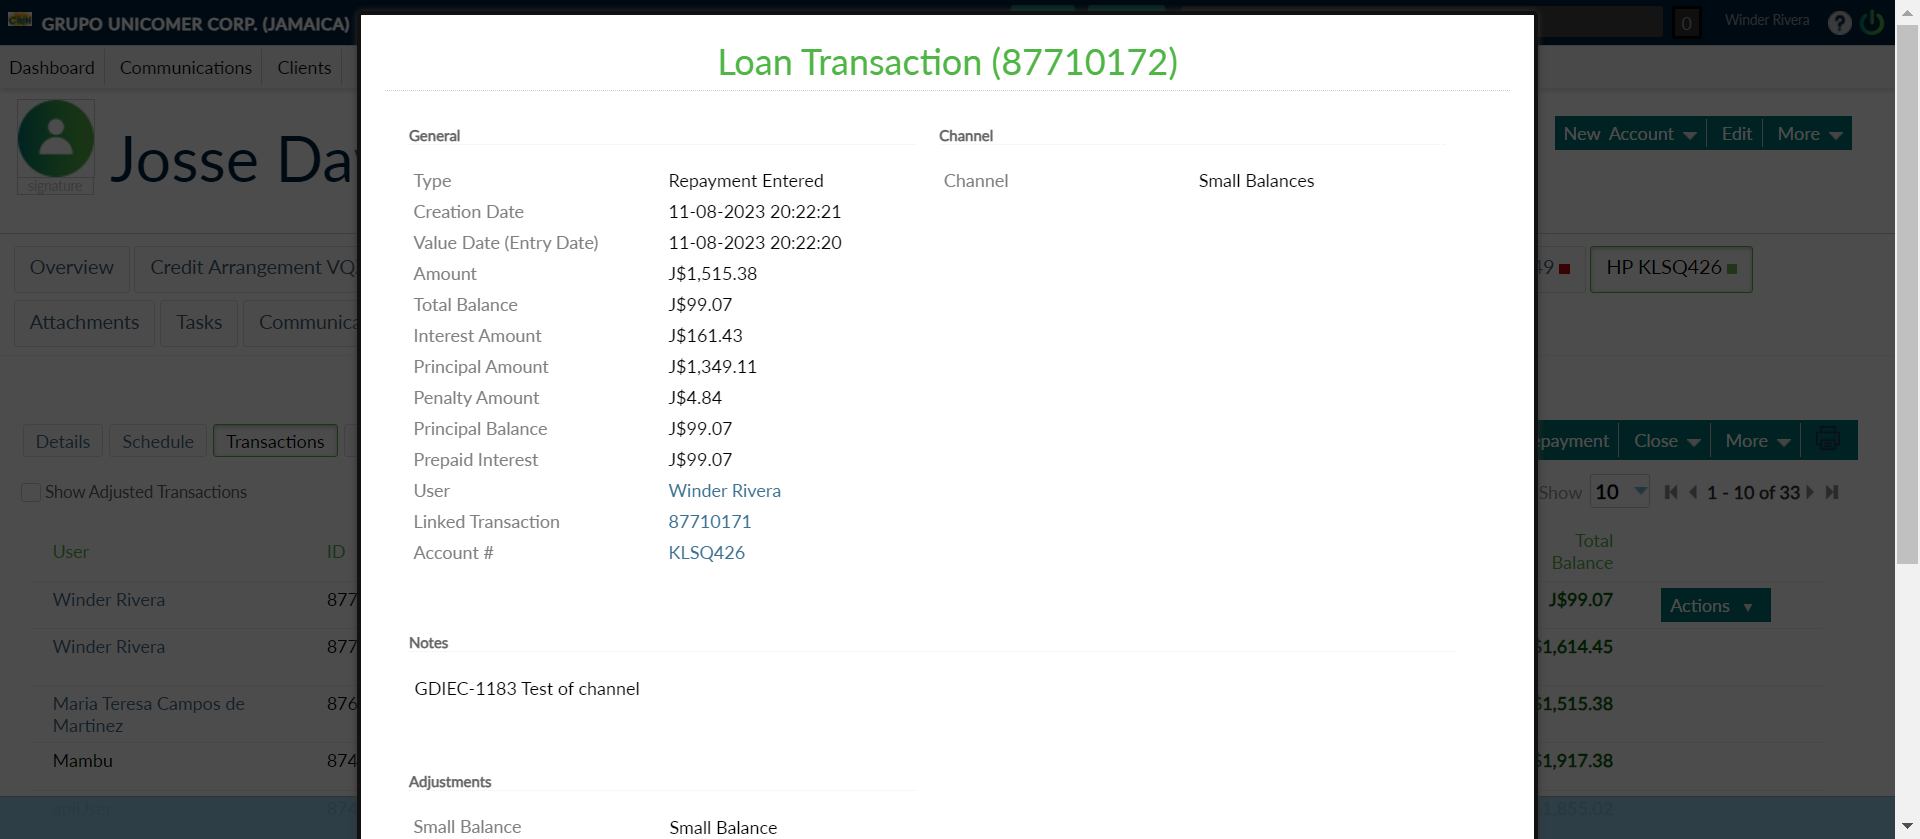 GRUPO UNICOMER CORP. (JAMAICA)
0
Winder Rivera
?
Dashboard
Communications
Clients
signature
Josse Da
New Account
Edit
More
Overview
Credit Arrangement VQ
HP KLSQ426
Attachments
Tasks
Communica
Details
Schedule
Transactions
payment
Close
More
Show Adjusted Transactions
Show 10
1 - 10 of 33
User
ID
Total
Balance
Winder Rivera
877
J$99.07
Actions
Winder Rivera
877
1,614.45
Maria Teresa Campos de
Martinez
876
1,515.38
Mambu
874
1,917.38
apiUser
874
1,855.02
Loan Transaction (87710172)
General
Type
Repayment Entered
Creation Date
11-08-2023 20:22:21
Value Date (Entry Date)
11-08-2023 20:22:20
Amount
J$1,515.38
Total Balance
J$99.07
Interest Amount
J$161.43
Principal Amount
J$1,349.11
Penalty Amount
J$4.84
Principal Balance
J$99.07
Prepaid Interest
J$99.07
User
Winder Rivera
Linked Transaction
87710171
Account #
KLSQ426
Channel
Channel
Small Balances
Notes
GDIEC-1183 Test of channel
Adjustments
Small Balance
Small Balance